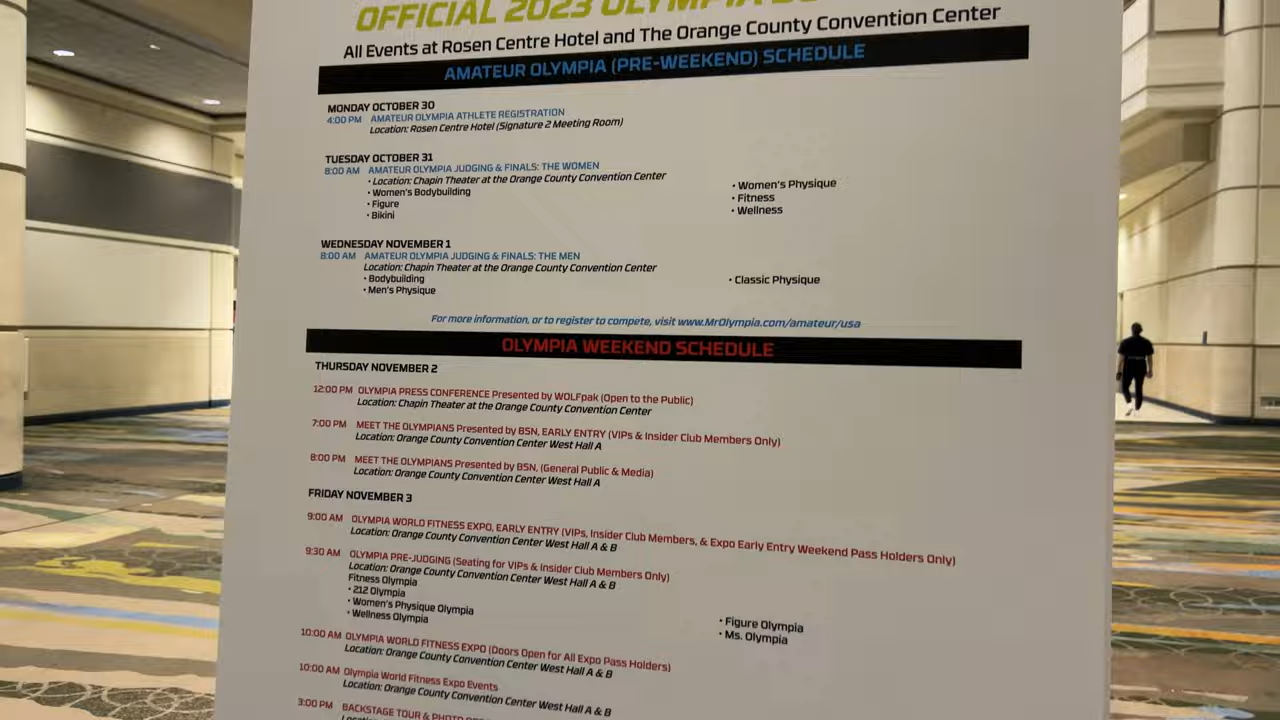 OFFICIAL 2023 OLYMPIA
All Events at Rosen Centre Hotel and The Orange County Convention Center
AMATEUR OLYMPIA (PRE-WEEKEND) SCHEDULE
MONDAY OCTOBER 30
4:00 PM AMATEUR OLYMPIA ATHLETE REGISTRATION
Location: Rosen Centre Hotel (Signature 2 Meeting Room)
TUESDAY OCTOBER 31
8:00 AM AMATEUR OLYMPIA JUDGING & FINALS: THE WOMEN
• Location: Chapin Theater at the Orange County Convention Center
• Women's Bodybuilding
• Figure
• Bikini
• Women's Physique
• Fitness
• Wellness
WEDNESDAY NOVEMBER 1
8:00 AM AMATEUR OLYMPIA JUDGING & FINALS: THE MEN
Location: Chapin Theater at the Orange County Convention Center
• Bodybuilding
• Men's Physique
• Classic Physique
For more information, or to register to compete, visit www.MrOlympia.com/amateur/usa
OLYMPIA WEEKEND SCHEDULE
THURSDAY NOVEMBER 2
12:00 PM OLYMPIA PRESS CONFERENCE Presented by WOLFpak (Open to the Public)
Location: Chapin Theater at the Orange County Convention Center
7:00 PM MEET THE OLYMPIANS Presented by BSN, EARLY ENTRY (VIPs & Insider Club Members Only)
Location: Orange County Convention Center West Hall A
8:00 PM MEET THE OLYMPIANS Presented by BSN, (General Public & Media)
Location: Orange County Convention Center West Hall A
FRIDAY NOVEMBER 3
9:00 AM OLYMPIA WORLD FITNESS EXPO, EARLY ENTRY (VIPs, Insider Club Members, & Expo Early Entry Weekend Pass Holders Only)
Location: Orange County Convention Center West Hall A & B
9:30 AM OLYMPIA PRE-JUDGING (Seating for VIPs & Insider Club Members Only)
Location: Orange County Convention Center West Hall A & B
Fitness Olympia
• 212 Olympia
• Women's Physique Olympia
• Wellness Olympia
• Figure Olympia
• Ms. Olympia
10:00 AM OLYMPIA WORLD FITNESS EXPO (Doors Open for All Expo Pass Holders)
Location: Orange County Convention Center West Hall A & B
10:00 AM Olympia World Fitness Expo Events
Location: Orange County Convention Center West Hall A & B
3:00 PM BACKSTAGE TOUR & PHOTO